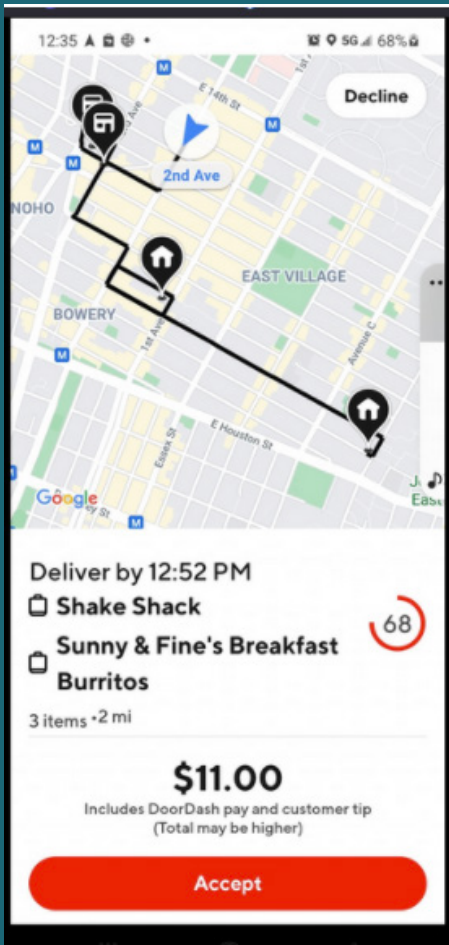 12:35
5G 68%
Decline
E 14th St
2nd Ave
NOHO
EAST VILLAGE
BOWERY
1st Ave
Avenue C
E Houston St
Essex St
Google
East
Deliver by 12:52 PM
Shake Shack
68
Sunny & Fine's Breakfast
Burritos
3 items • 2 mi
$11.00
Includes DoorDash pay and customer tip
(Total may be higher)
Accept